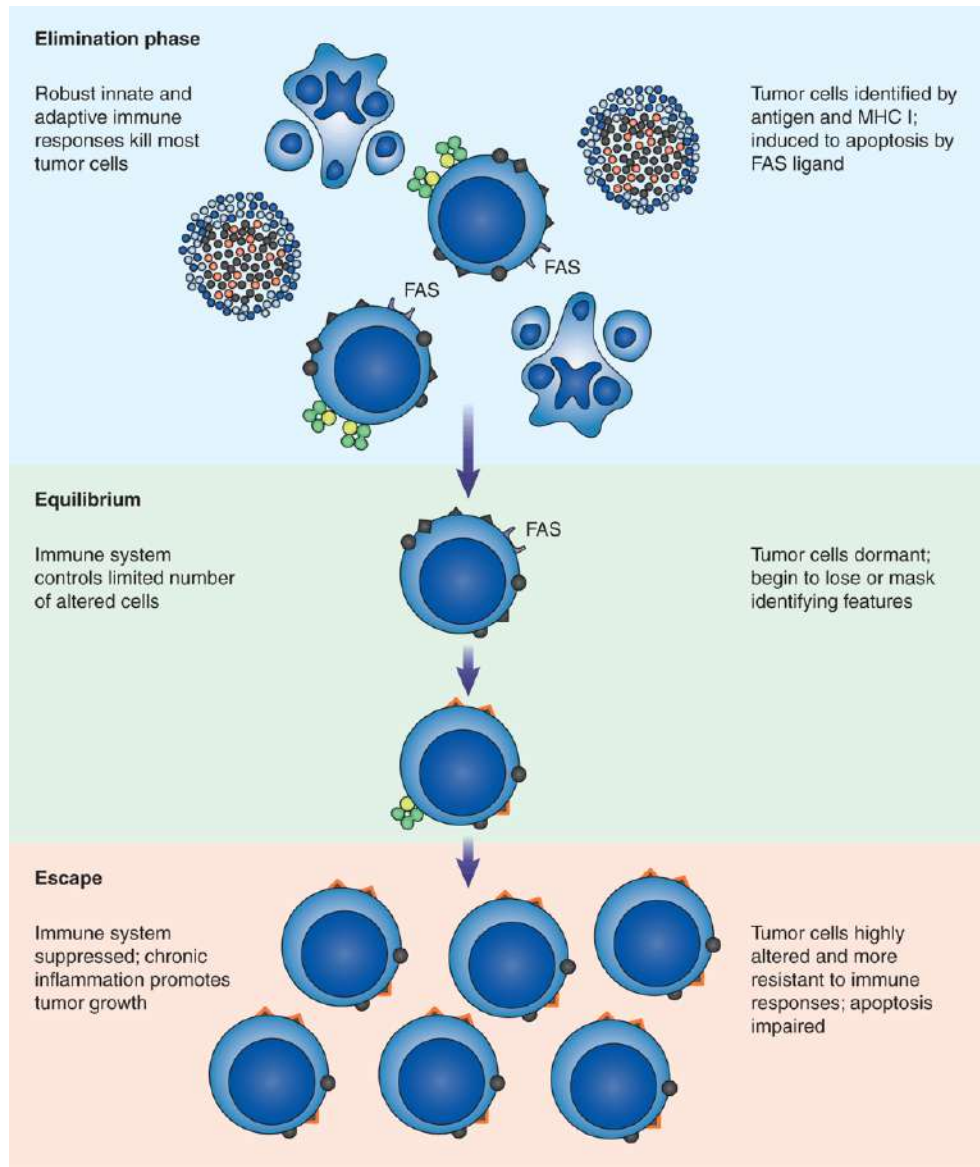 Elimination phase
Robust innate and
adaptive immune
responses kill most
tumor cells
Tumor cells identified by
antigen and MHC I;
induced to apoptosis by
FAS ligand
FAS
FAS
Equilibrium
Immune system
controls limited number
of altered cells
FAS
Tumor cells dormant;
begin to lose or mask
identifying features
Escape
Immune system
suppressed; chronic
inflammation promotes
tumor growth
Tumor cells highly
altered and more
resistant to immune
responses; apoptosis
impaired